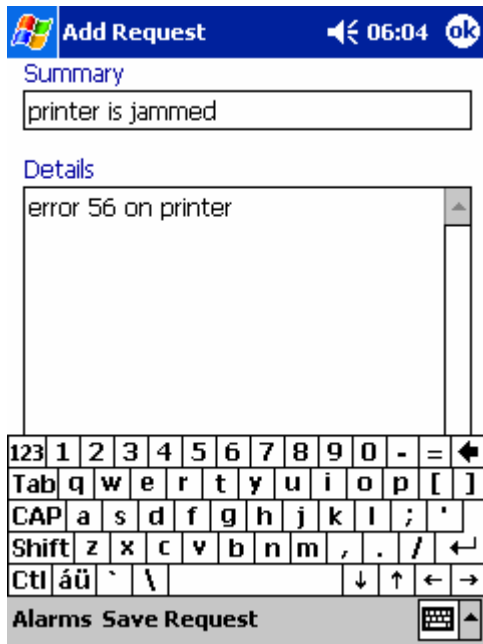 Add Request 06:04 ok
Summary
printer is jammed
Details
error 56 on printer
123 1 2 3 4 5 6 7 8 9 0 - =
Tab q w e r t y u i o p [ ]
CAP a s d f g h j k l ; '
Shift z x c v b n m , . /
Ctl áü ` \ ↓ ↑ ← →
Alarms Save Request